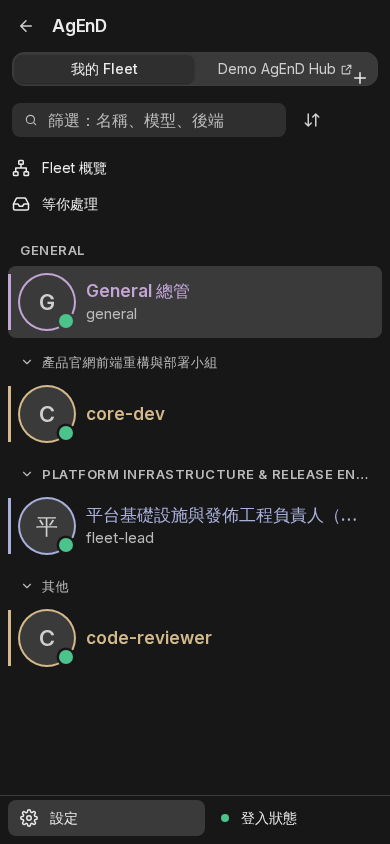 AgEnD
我的 Fleet
Demo AgEnD Hub
篩選：名稱、模型、後端
Fleet 概覽
等你處理
GENERAL
G
General 總管
general
產品官網前端重構與部署小組
C
core-dev
PLATFORM INFRASTRUCTURE & RELEASE EN...
平
平台基礎設施與發佈工程負責人（...
fleet-lead
其他
C
code-reviewer
設定
登入狀態